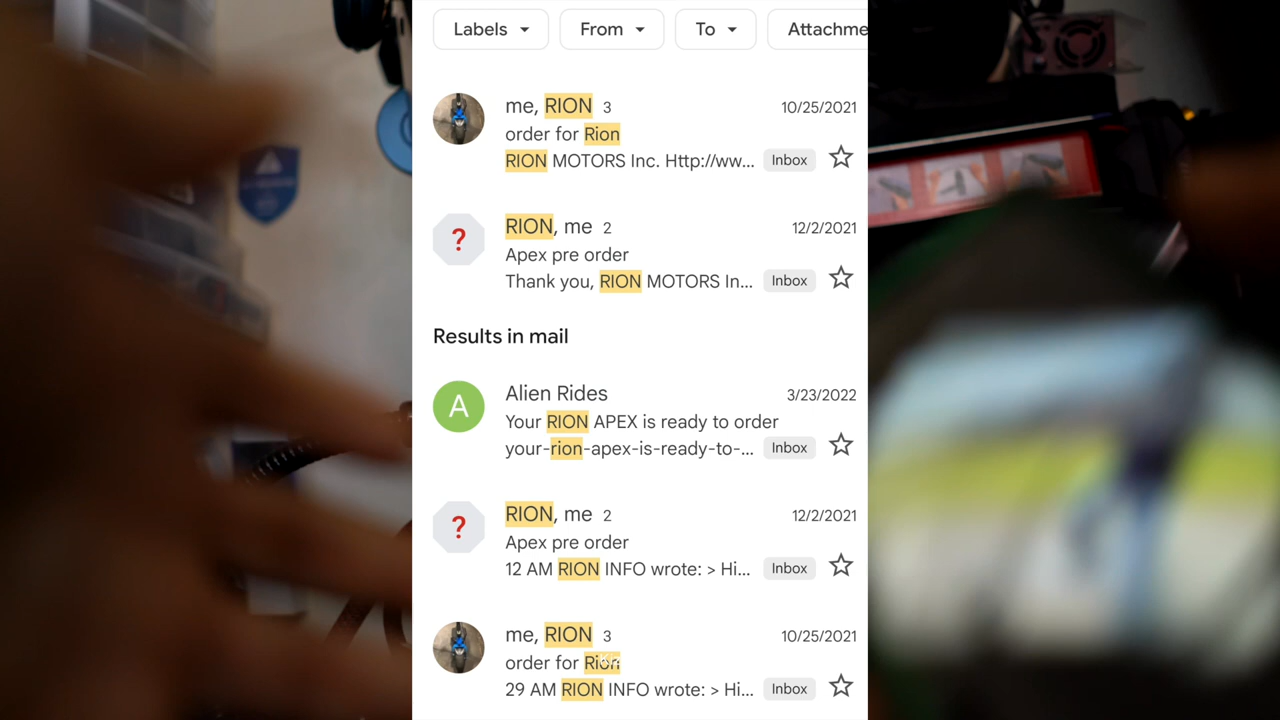 Labels From To Attachme
me, RION 3 10/25/2021
order for Rion
RION MOTORS Inc. Http://ww... Inbox
? RION, me 2 12/2/2021
Apex pre order
Thank you, RION MOTORS In... Inbox
Results in mail
A Alien Rides 3/23/2022
Your RION APEX is ready to order
your-rion-apex-is-ready-to-... Inbox
? RION, me 2 12/2/2021
Apex pre order
12 AM RION INFO wrote: > Hi... Inbox
me, RION 3 10/25/2021
order for Rion
29 AM RION INFO wrote: > Hi... Inbox